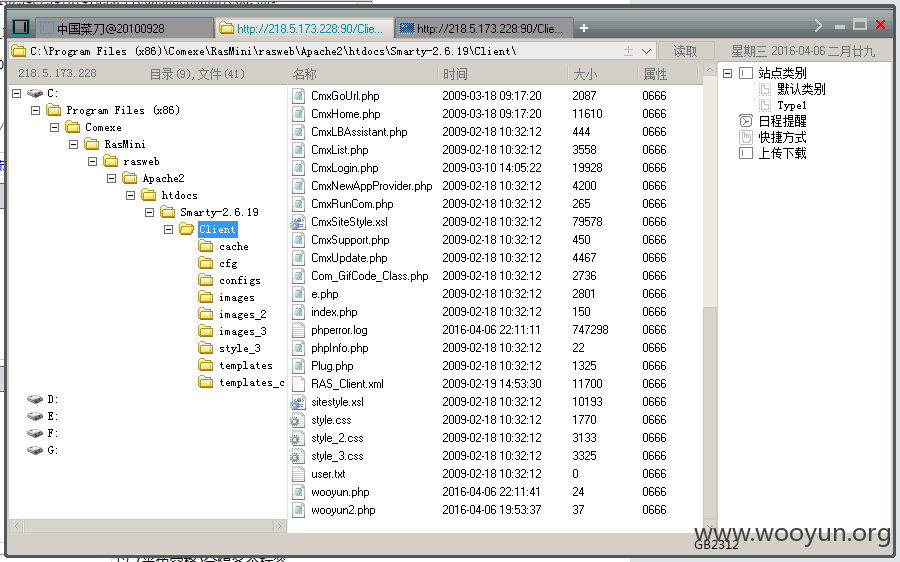 中国菜刀@20100928
http://218.5.173.228:90/Clie...
http://218.5.173.228:90/Clie...
C:\Program Files (x86)\Comexe\RasMini\rasweb\Apache2\htdocs\Smarty-2.6.19\Client\
读取
星期三 2016-04-06 二月廿九
218.5.173.228
目录(9),文件(41)
名称 时间 大小 属性
C:
Program Files (x86)
Comexe
RasMini
rasweb
Apache2
htdocs
Smarty-2.6.19
Client
cache
cfg
configs
images
images_2
images_3
style_3
templates
templates_c
D:
E:
F:
G:
CmxGoUrl.php 2009-03-18 09:17:20 2087 0666
CmxHome.php 2009-03-18 09:17:20 11610 0666
CmxLBAssistant.php 2009-02-18 10:32:12 444 0666
CmxList.php 2009-02-18 10:32:12 3558 0666
CmxLogin.php 2009-03-10 14:05:22 19928 0666
CmxNewAppProvider.php 2009-02-18 10:32:12 4200 0666
CmxRunCom.php 2009-02-18 10:32:12 265 0666
CmxSiteStyle.xsl 2009-02-18 10:32:12 79578 0666
CmxSupport.php 2009-02-18 10:32:12 450 0666
CmxUpdate.php 2009-02-18 10:32:12 4467 0666
Com_GifCode_Class.php 2009-02-18 10:32:12 2736 0666
e.php 2009-02-18 10:32:12 2801 0666
index.php 2009-02-18 10:32:12 150 0666
phperror.log 2016-04-06 22:11:11 747298 0666
phpInfo.php 2009-02-18 10:32:12 22 0666
Plug.php 2009-02-18 10:32:12 1325 0666
RAS_Client.xml 2009-02-19 14:53:30 11700 0666
sitestyle.xsl 2009-02-18 10:32:12 10193 0666
style.css 2009-02-18 10:32:12 1770 0666
style_2.css 2009-02-18 10:32:12 3133 0666
style_3.css 2009-02-18 10:32:12 3325 0666
user.txt 2009-02-18 10:32:12 0 0666
wooyun.php 2016-04-06 22:11:41 24 0666
wooyun2.php 2016-04-06 19:53:37 37 0666
站点类别
默认类别
Type1
日程提醒
快捷方式
上传下载
www.wooyun.org
GB2312